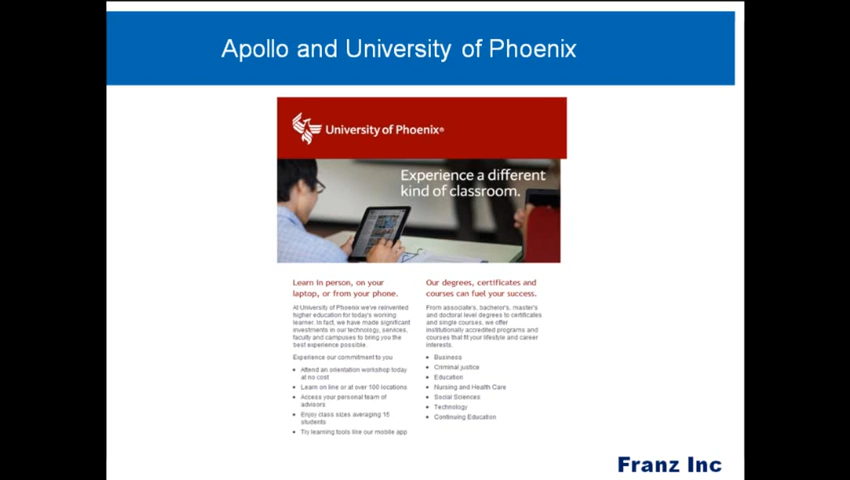 Apollo and University of Phoenix
University of Phoenix®
Experience a different
kind of classroom.
Learn in person, on your
laptop, or from your phone.
At University of Phoenix we've reinvented
higher education for today's working
learner. In fact, we have made significant
investments in our technology, services,
faculty and campuses to bring you the
best experience possible.
Experience our commitment to you
• Attend an orientation workshop today
at no cost
• Learn on line or at over 100 locations
• Access your personal team of
advisors
• Enjoy class sizes averaging 15
students
• Try learning tools like our mobile app
Our degrees, certificates and
courses can fuel your success.
From associate's, bachelor's, master's
and doctoral level degrees to certificates
and single courses, we offer
institutionally accredited programs and
courses that fit your lifestyle and career
interests.
• Business
• Criminal justice
• Education
• Nursing and Health Care
• Social Sciences
• Technology
• Continuing Education
Franz Inc